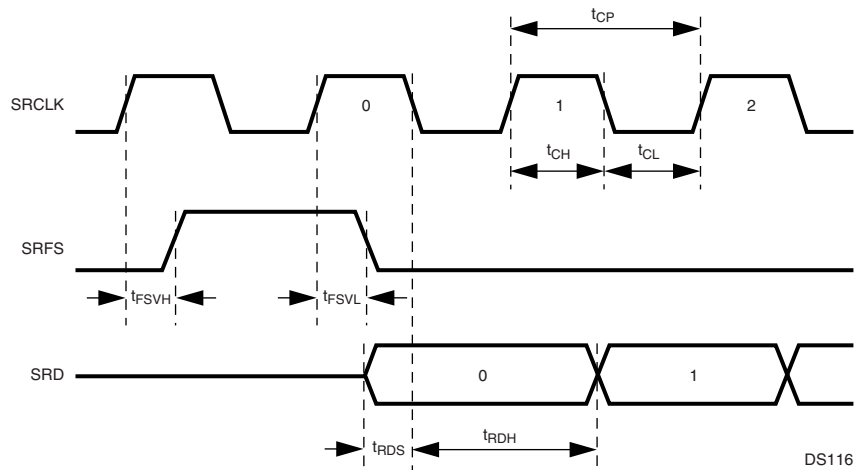 tCP
SRCLK
0
1
2
tCH
tCL
SRFS
tFSVH
tFSVL
SRD
0
1
tRDS
tRDH
DS116